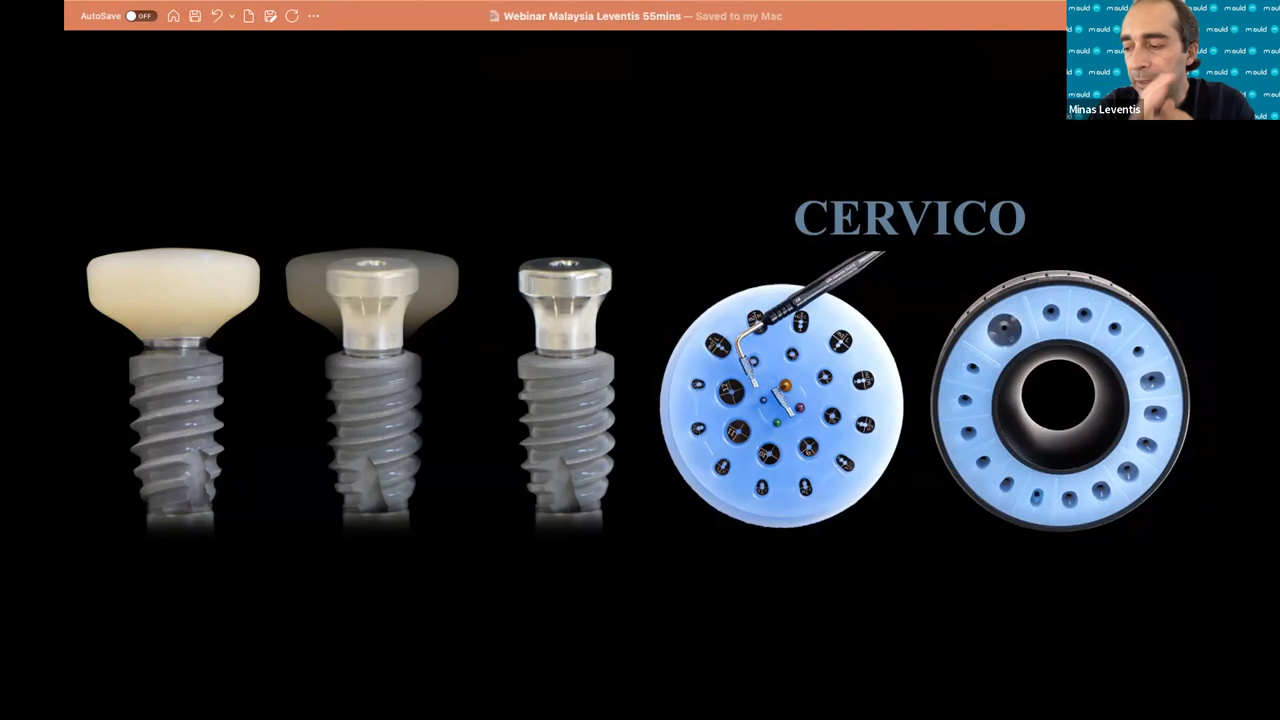 AutoSave OFF
Webinar Malaysia Leventis 55mins — Saved to my Mac
Minas Leventis
CERVICO